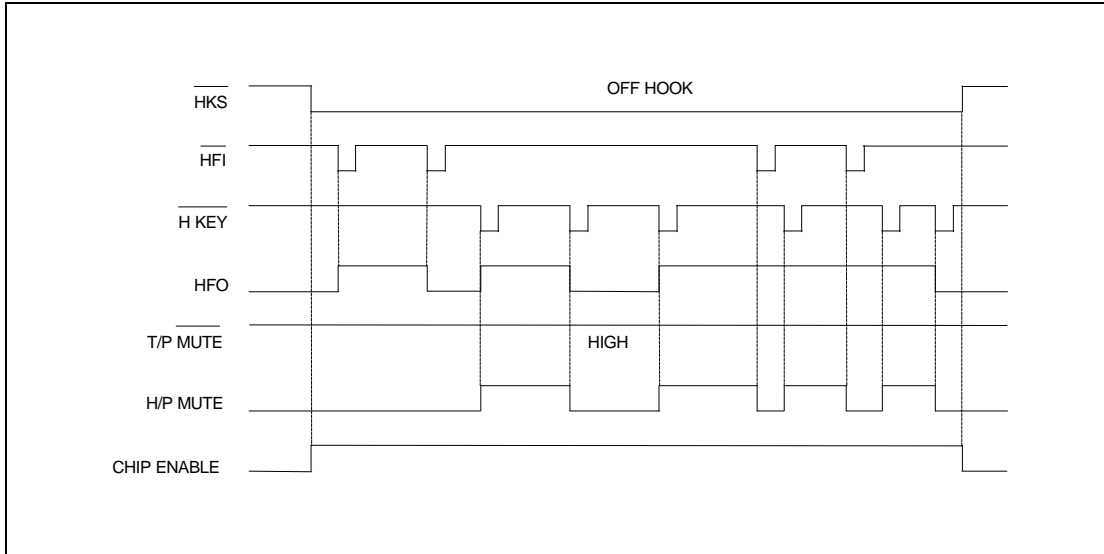 HKS
OFF HOOK
HFI
H KEY
HFO
T/P MUTE
HIGH
H/P MUTE
CHIP ENABLE